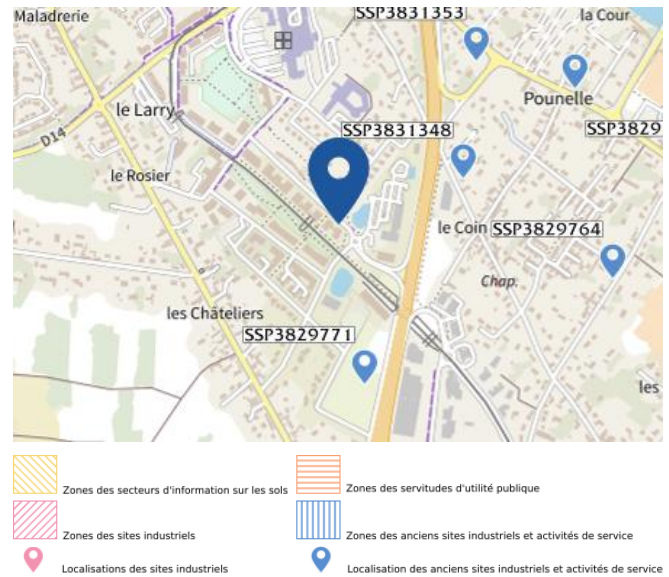 Maladrerie
SSP3831353
la Cour
le Larry
Pounelle
D14
SSP3831348
SSP3829
le Rosier
le Coin
SSP3829764
Chap.
les Châteliers
SSP3829771
les
Zones des secteurs d'information sur les sols
Zones des servitudes d'utilité publique
Zones des sites industriels
Zones des anciens sites industriels et activités de service
Localisations des sites industriels
Localisation des anciens sites industriels et activités de service